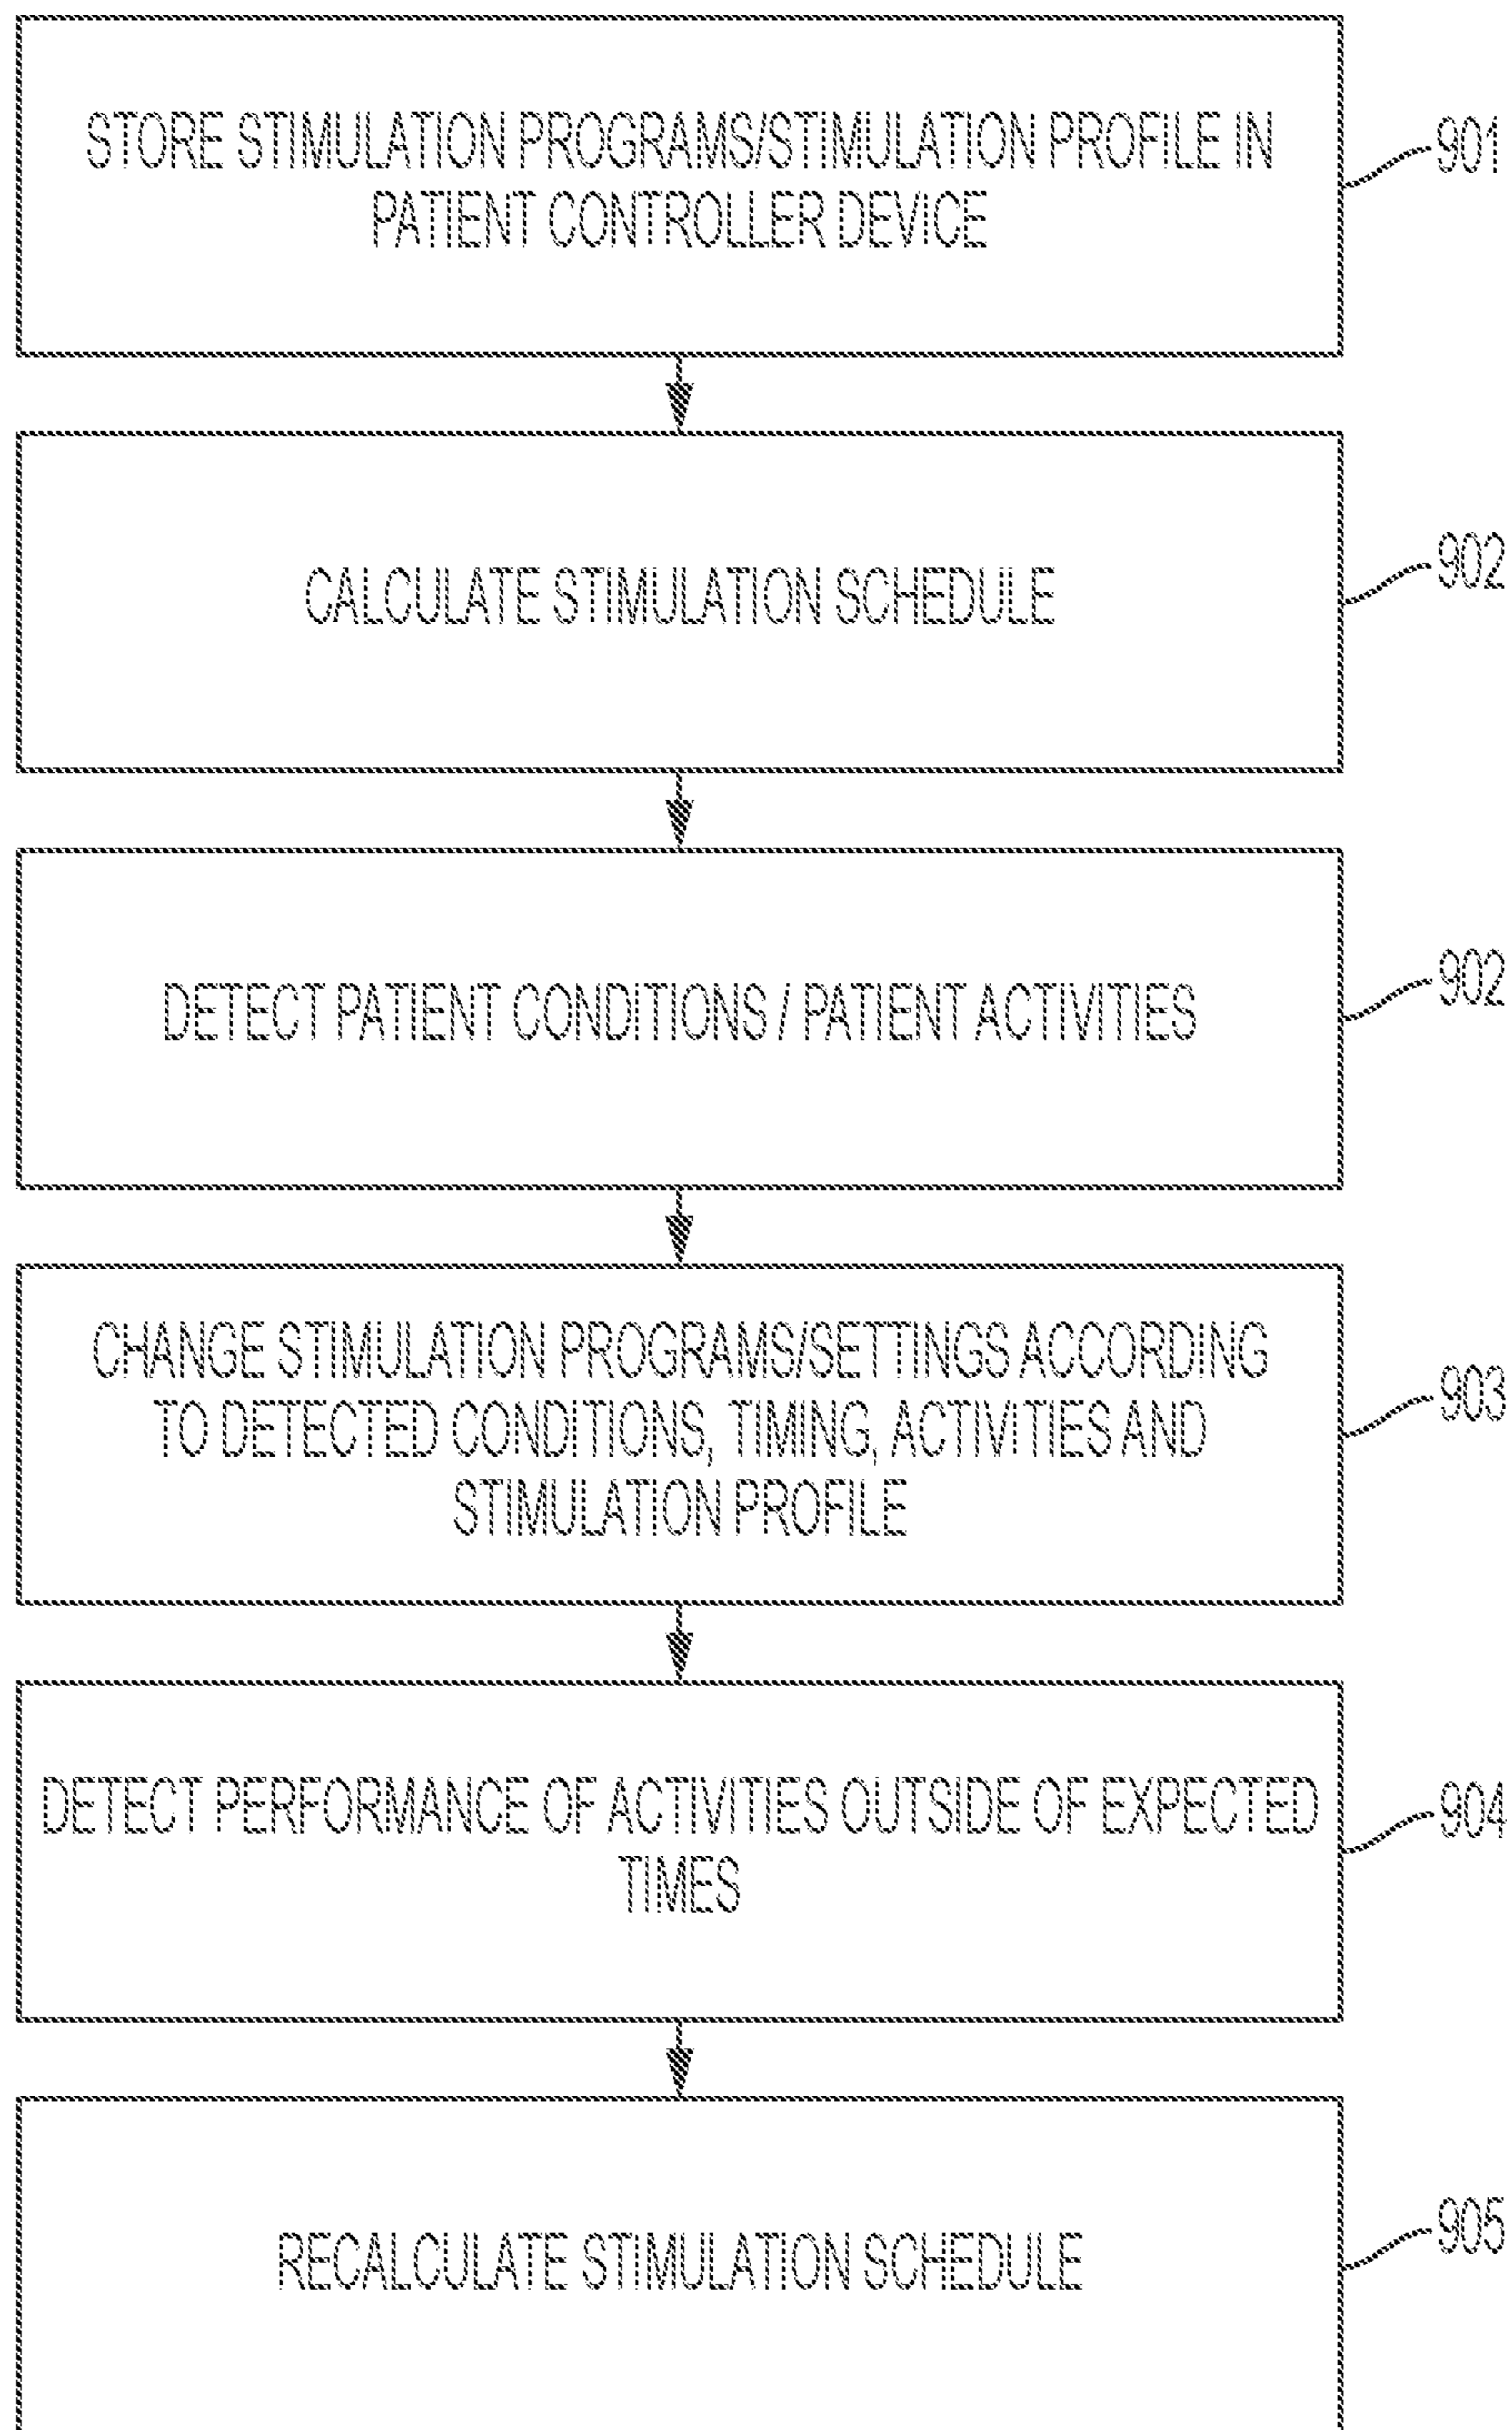 STORE STIMULATION PROGRAMS/STIMULATION PROFILE IN
PATIENT CONTROLLER DEVICE
901
CALCULATE STIMULATION SCHEDULE
902
DETECT PATIENT CONDITIONS / PATIENT ACTIVITIES
902
CHANGE STIMULATION PROGRAMS/SETTINGS ACCORDING
TO DETECTED CONDITIONS, TIMING, ACTIVITIES AND
STIMULATION PROFILE
903
DETECT PERFORMANCE OF ACTIVITIES OUTSIDE OF EXPECTED
TIMES
904
RECALCULATE STIMULATION SCHEDULE
905